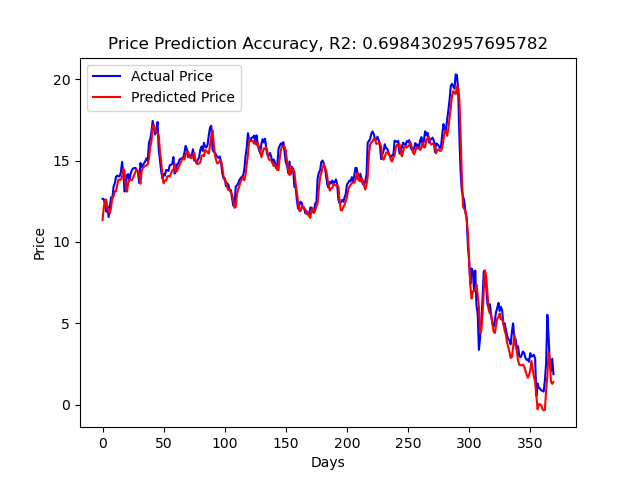 Price Prediction Accuracy, R2: 0.6984302957695782
Actual Price
Predicted Price
20
15
10
5
0
Price
0 50 100 150 200 250 300 350
Days